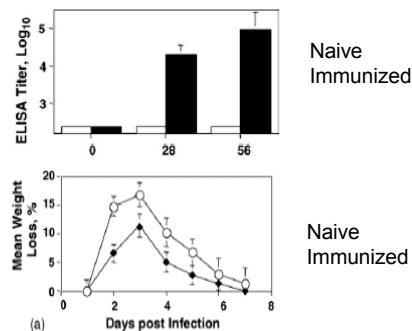 ELISA Titer, Log10
5
4
3
0 28 56
Naive
Immunized
Mean Weight
Loss, %
20
15
10
5
0
0 2 4 6 8
(a) Days post Infection
Naive
Immunized